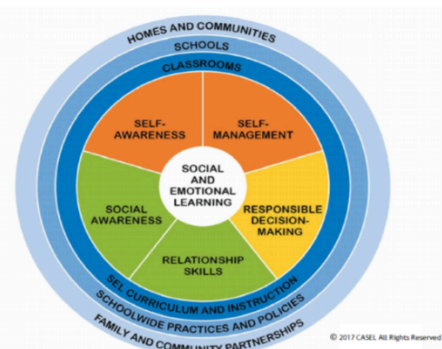 HOMES AND COMMUNITIES
SCHOOLS
CLASSROOMS
SELF-
AWARENESS
SELF-
MANAGEMENT
SOCIAL
AND
EMOTIONAL
LEARNING
SOCIAL
AWARENESS
RESPONSIBLE
DECISION-
MAKING
RELATIONSHIP
SKILLS
SEL CURRICULUM AND INSTRUCTION
SCHOOLWIDE PRACTICES AND POLICIES
FAMILY AND COMMUNITY PARTNERSHIPS
© 2017 CASEL All Rights Reserved